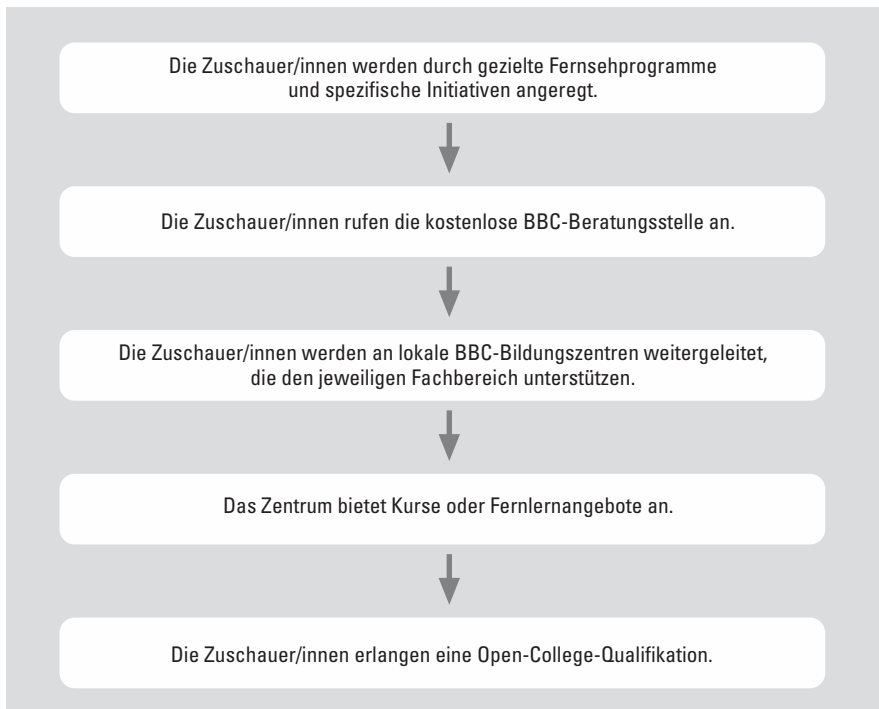 Die Zuschauer/innen werden durch gezielte Fernsehprogramme
und spezifische Initiativen angeregt.
Die Zuschauer/innen rufen die kostenlose BBC-Beratungsstelle an.
Die Zuschauer/innen werden an lokale BBC-Bildungszentren weitergeleitet,
die den jeweiligen Fachbereich unterstützen.
Das Zentrum bietet Kurse oder Fernlernangebote an.
Die Zuschauer/innen erlangen eine Open-College-Qualifikation.